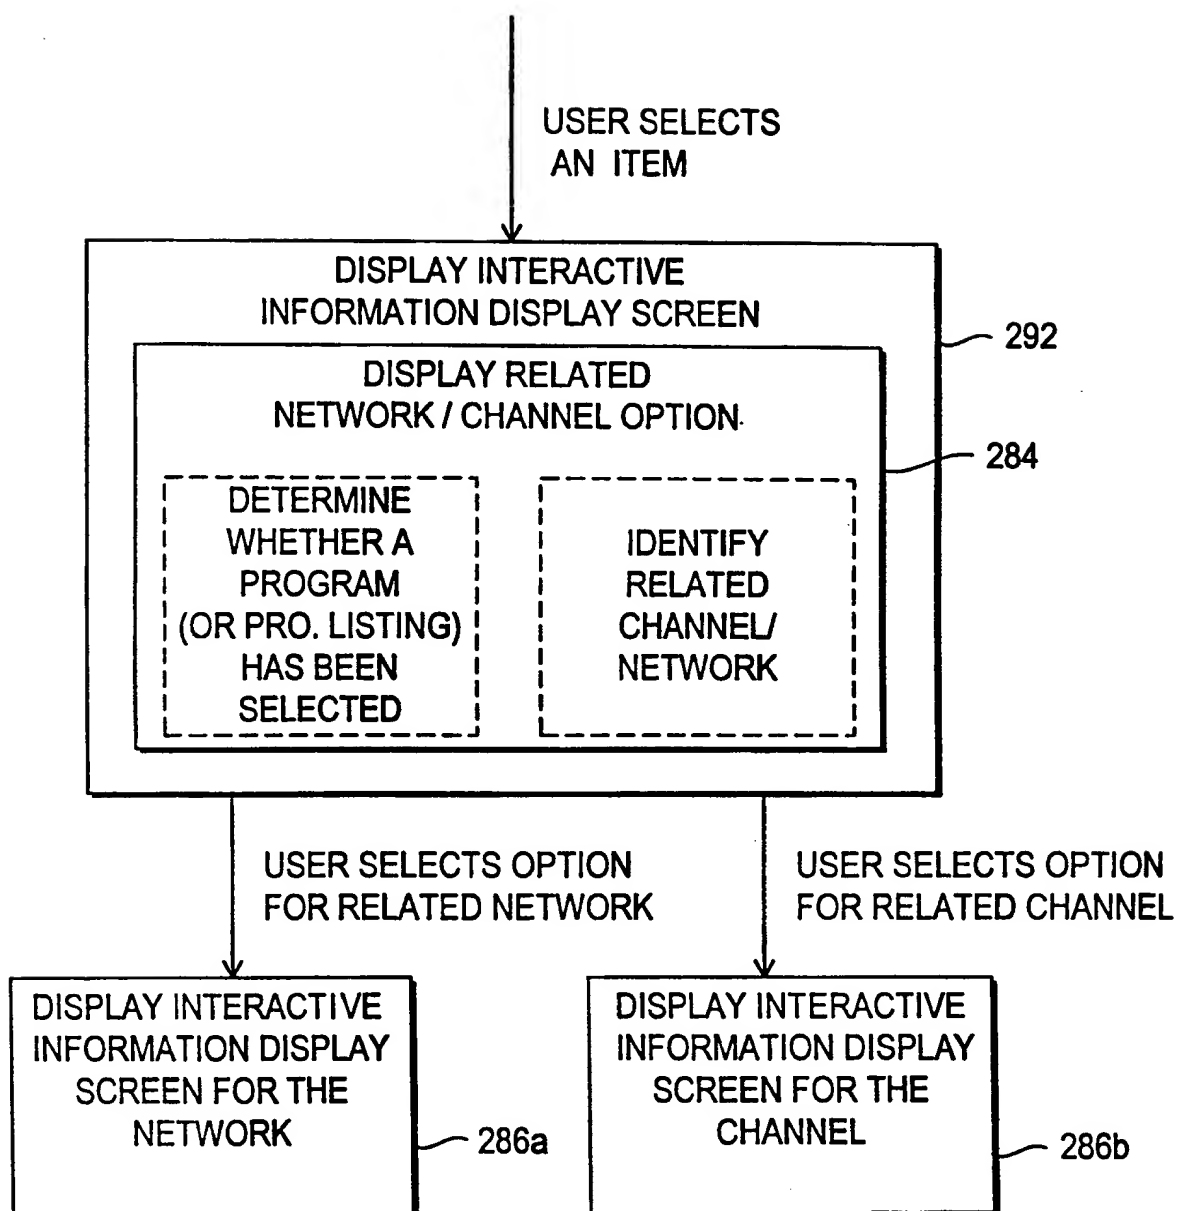 USER SELECTS
AN ITEM
DISPLAY INTERACTIVE
INFORMATION DISPLAY SCREEN
292
DISPLAY RELATED
NETWORK / CHANNEL OPTION
284
DETERMINE
WHETHER A
PROGRAM
(OR PRO. LISTING)
HAS BEEN
SELECTED
IDENTIFY
RELATED
CHANNEL/
NETWORK
USER SELECTS OPTION
FOR RELATED NETWORK
USER SELECTS OPTION
FOR RELATED CHANNEL
DISPLAY INTERACTIVE
INFORMATION DISPLAY
SCREEN FOR THE
NETWORK
286a
DISPLAY INTERACTIVE
INFORMATION DISPLAY
SCREEN FOR THE
CHANNEL
286b